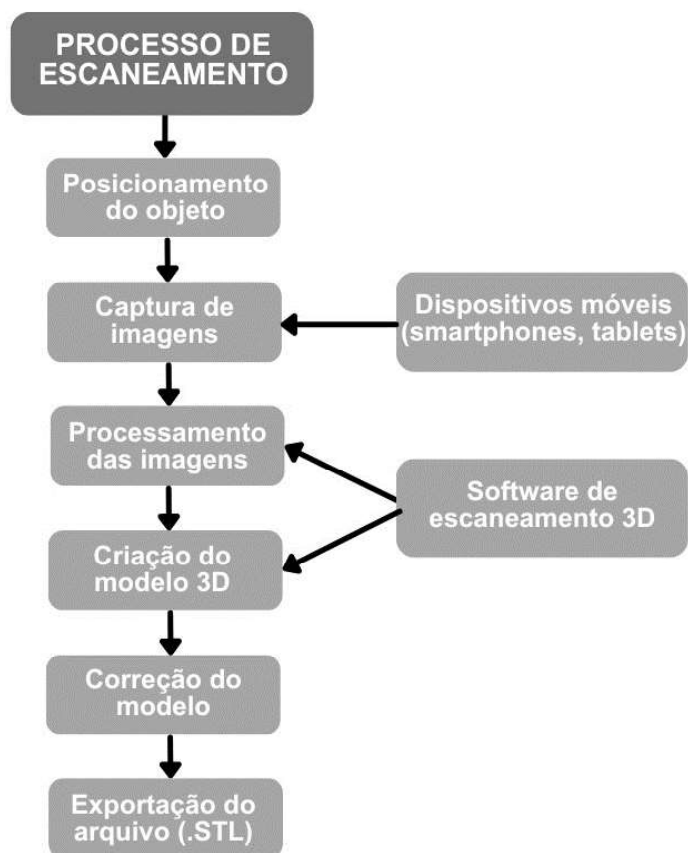 PROCESSO DE
ESCANEAMENTO
Posicionamento
do objeto
Captura de
imagens
Dispositivos móveis
(smartphones, tablets)
Processamento
das imagens
Software de
escaneamento 3D
Criação do
modelo 3D
Correção do
modelo
Exportação do
arquivo (.STL)